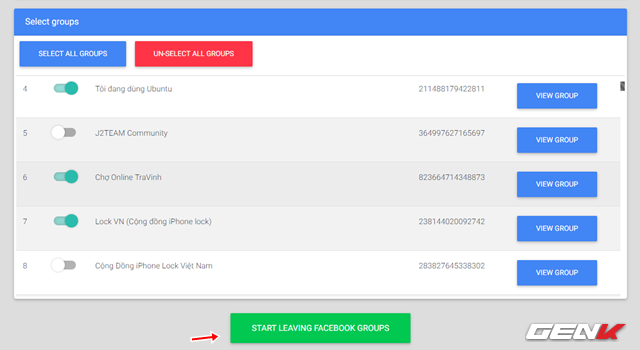 Select groups
SELECT ALL GROUPS UN-SELECT ALL GROUPS
4 Tôi đang dùng Ubuntu 211488179422811 VIEW GROUP
5 J2TEAM Community 364997627165697 VIEW GROUP
6 Chợ Online TraVinh 823664714348873 VIEW GROUP
7 Lock VN (Cộng đồng iPhone lock) 238144020092742 VIEW GROUP
8 Cộng Dồng iPhone Lock Việt Nam 283827645338302 VIEW GROUP
START LEAVING FACEBOOK GROUPS
GENK